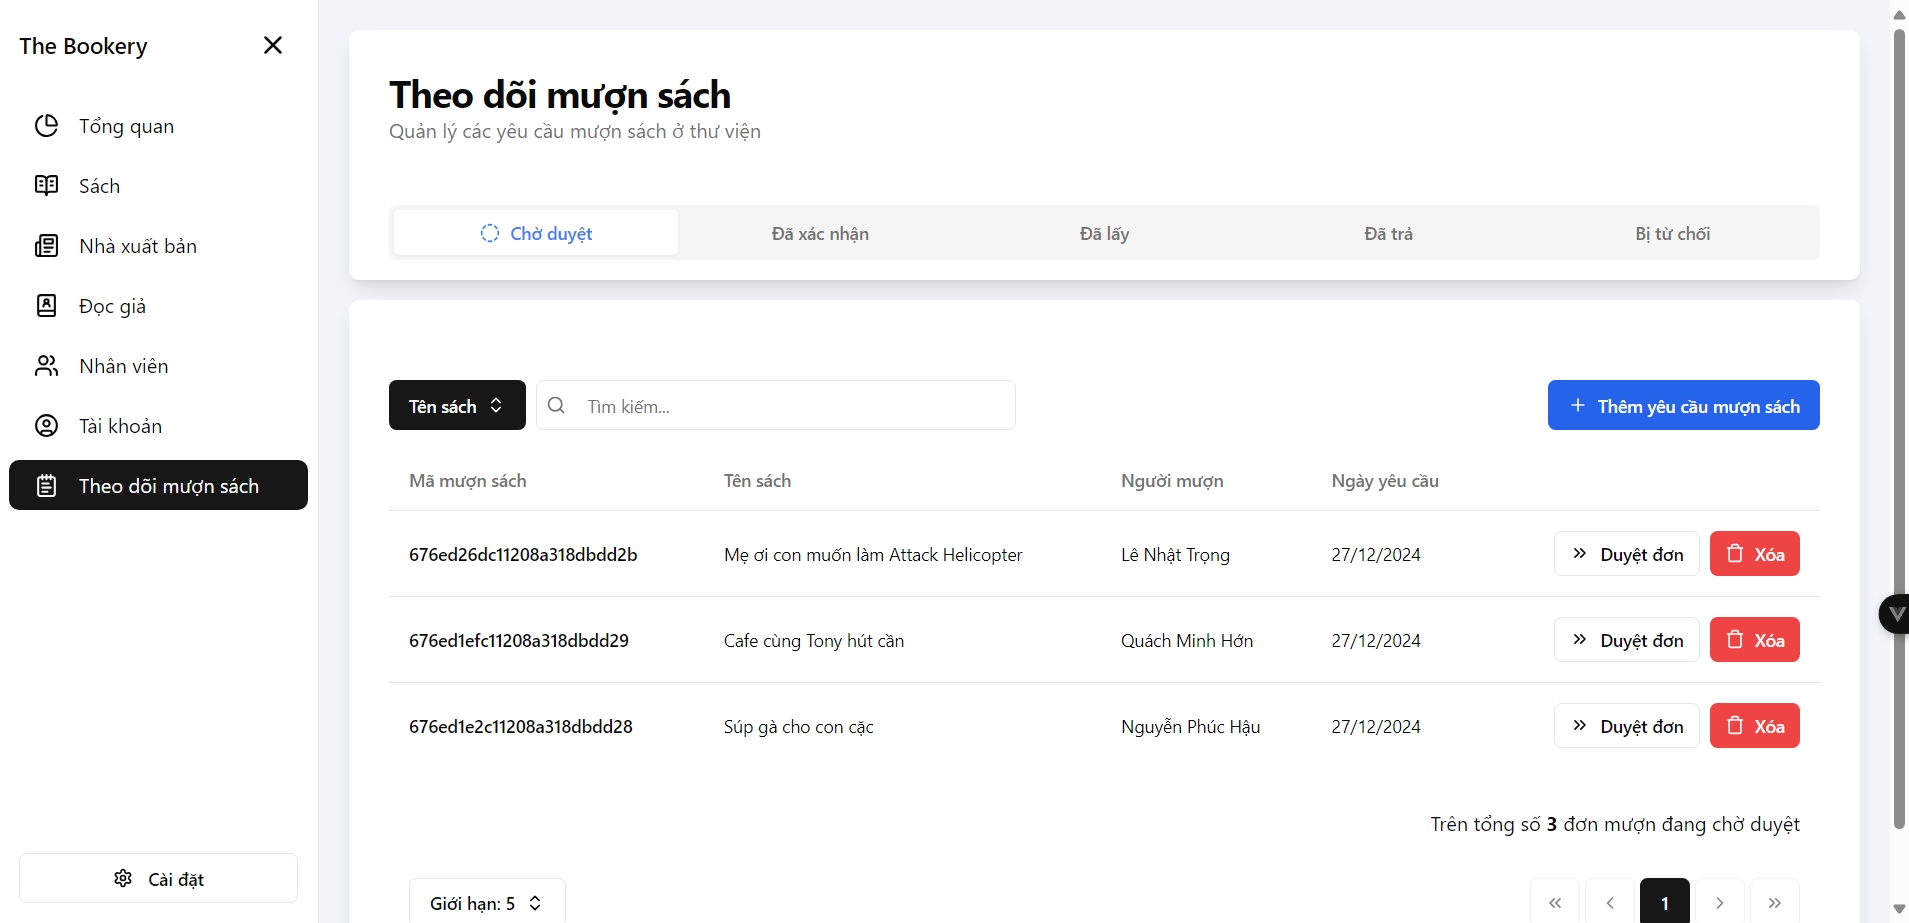 The Bookery
Tổng quan
Sách
Nhà xuất bản
Đọc giả
Nhân viên
Tài khoản
Theo dõi mượn sách
Cài đặt
Theo dõi mượn sách
Quản lý các yêu cầu mượn sách ở thư viện
Chờ duyệt Đã xác nhận Đã lấy Đã trả Bị từ chối
Tên sách Tìm kiếm... Thêm yêu cầu mượn sách
Mã mượn sách Tên sách Người mượn Ngày yêu cầu
676ed26dc11208a318dbdd2b Mẹ ơi con muốn làm Attack Helicopter Lê Nhật Trọng 27/12/2024 Duyệt đơn Xóa
676ed1efc11208a318dbdd29 Cafe cùng Tony hút cần Quách Minh Hớn 27/12/2024 Duyệt đơn Xóa
676ed1e2c11208a318dbdd28 Súp gà cho con cặc Nguyễn Phúc Hậu 27/12/2024 Duyệt đơn Xóa
Trên tổng số 3 đơn mượn đang chờ duyệt
Giới hạn: 5 1